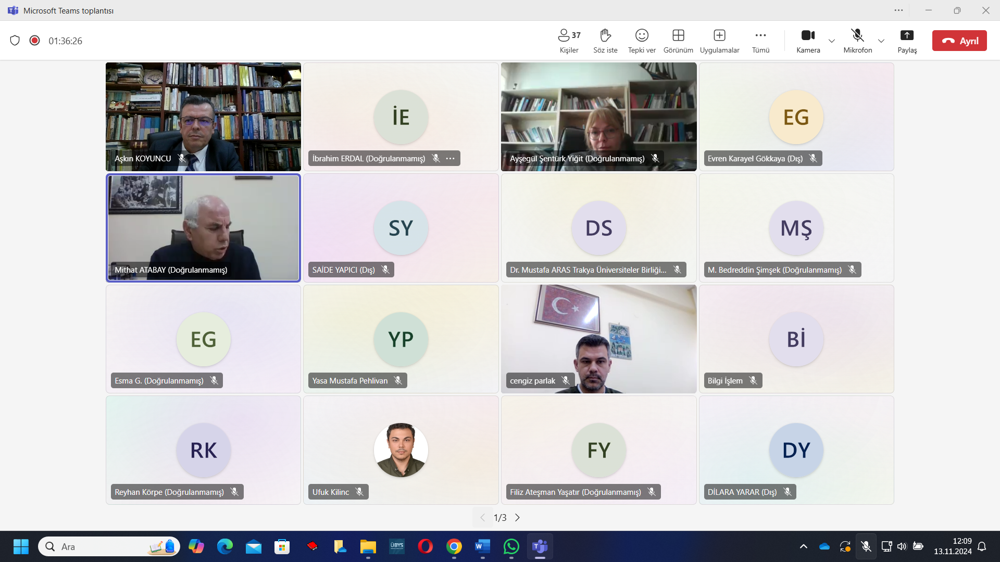 Microsoft Teams toplantısı
01:36:26
37
Kişiler
Söz iste
Tepki ver
Görünüm
Uygulamalar
Tümü
Kamera
Mikrofon
Paylaş
Ayrıl
Aşkın KOYUNCU
İE
İbrahim ERDAL (Doğrulanmamış)
Ayşegül Şentürk Yiğit (Doğrulanmamış)
EG
Evren Karayel Gökkaya (Dış)
Mithat ATABAY (Doğrulanmamış)
SY
SAİDE YAPICI (Dış)
DS
Dr. Mustafa ARAS Trakya Üniversiteler Birliği...
MŞ
M. Bedreddin Şimşek (Doğrulanmamış)
EG
Esma G. (Doğrulanmamış)
YP
Yasa Mustafa Pehlivan
cengiz parlak
Bİ
Bilgi İşlem
RK
Reyhan Körpe (Doğrulanmamış)
Ufuk Kilinc
FY
Filiz Ateşman Yaşatır (Doğrulanmamış)
DY
DİLARA YARAR (Dış)
1/3
Ara
ÜBYS
12:09
13.11.2024